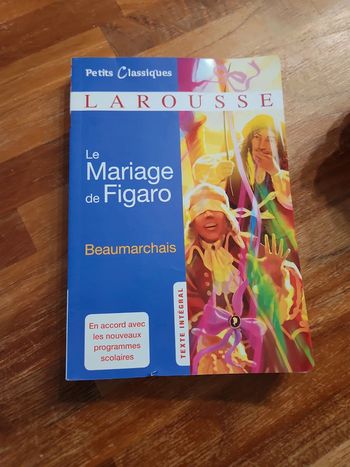 Petits Classiques
LAROUSSE
Le
Mariage
de Figaro
Beaumarchais
En accord avec
les nouveaux
programmes
scolaires
TEXTE INTÉGRAL